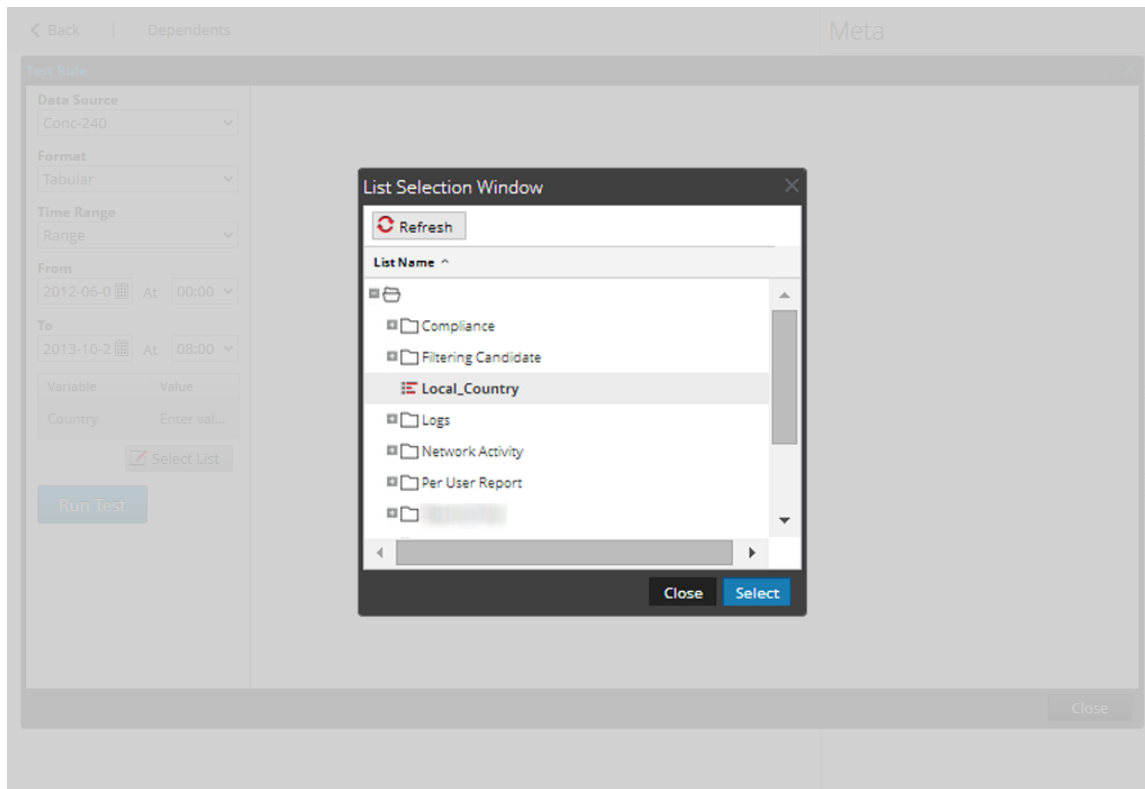 Back | Dependents
Meta
Test Rule
Data Source
Conc-240
Format
Tabular
Time Range
Range
From
2012-06-0 At 00:00
To
2013-10-2 At 08:00
Variable Value
Country Enter val...
Select List
Run Test
List Selection Window
Refresh
List Name
Compliance
Filtering Candidate
Local_Country
Logs
Network Activity
Per User Report
Close Select
Close